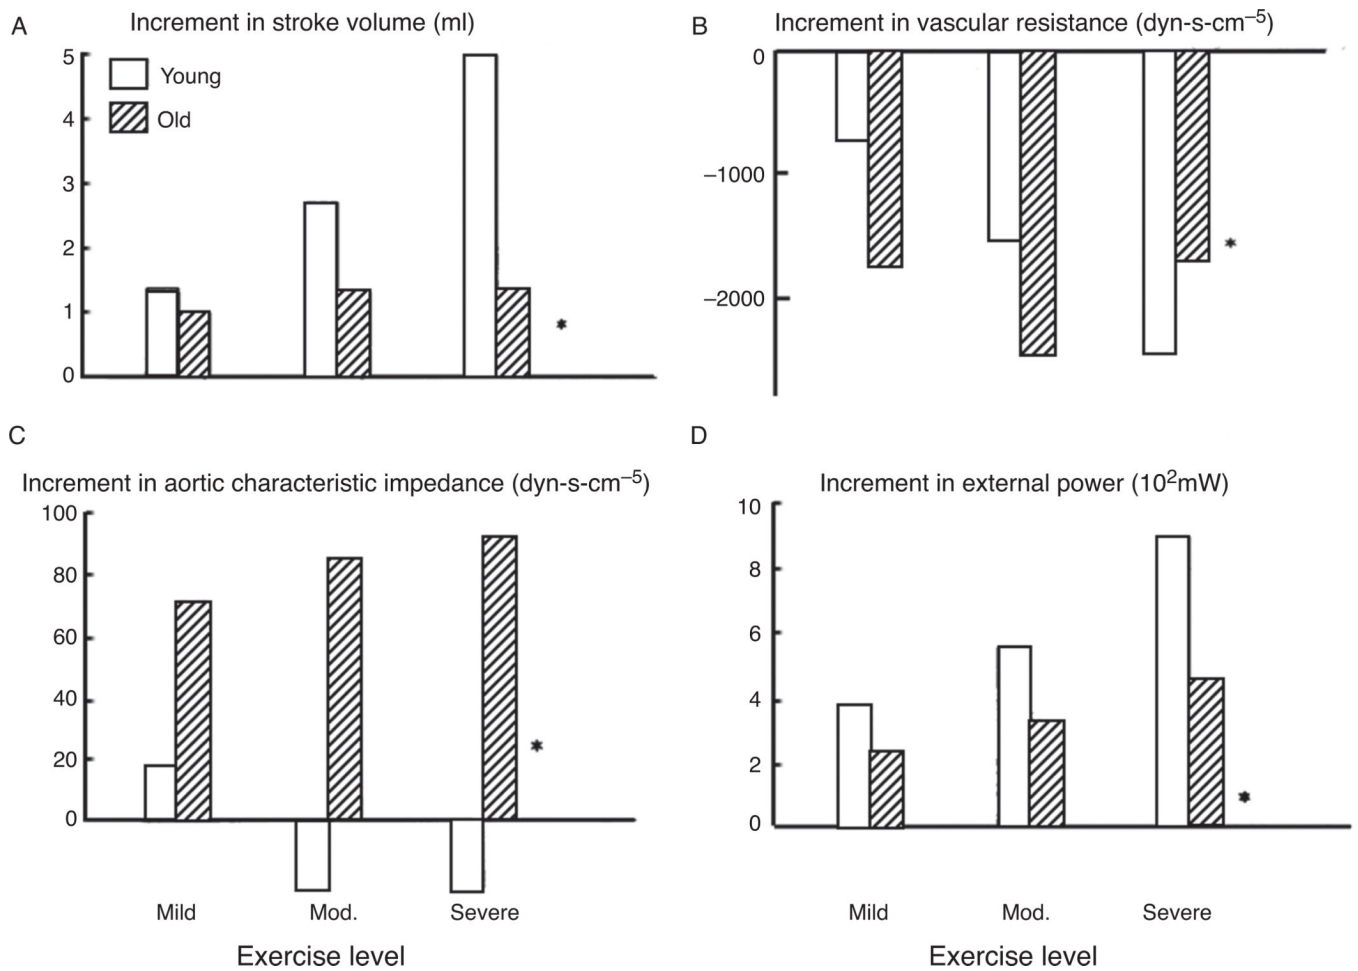 A
Increment in stroke volume (ml)
5
4
3
2
1
0
Young
Old
*
B
Increment in vascular resistance (dyn-s-cm⁻⁵)
0
–1000
–2000
*
C
Increment in aortic characteristic impedance (dyn-s-cm⁻⁵)
100
80
60
40
20
0
*
Mild Mod. Severe
Exercise level
D
Increment in external power (10²mW)
10
8
6
4
2
0
*
Mild Mod. Severe
Exercise level